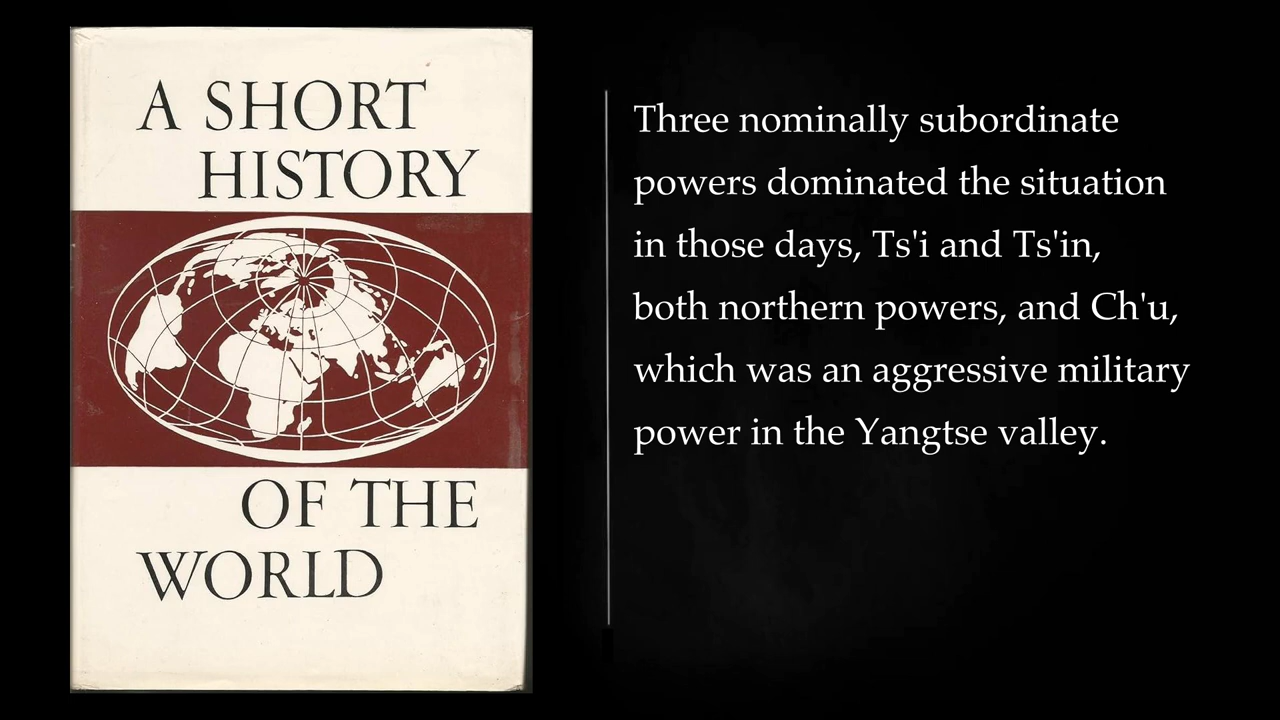 A SHORT
HISTORY
OF THE
WORLD
Three nominally subordinate
powers dominated the situation
in those days, Ts'i and Ts'in,
both northern powers, and Ch'u,
which was an aggressive military
power in the Yangtse valley.